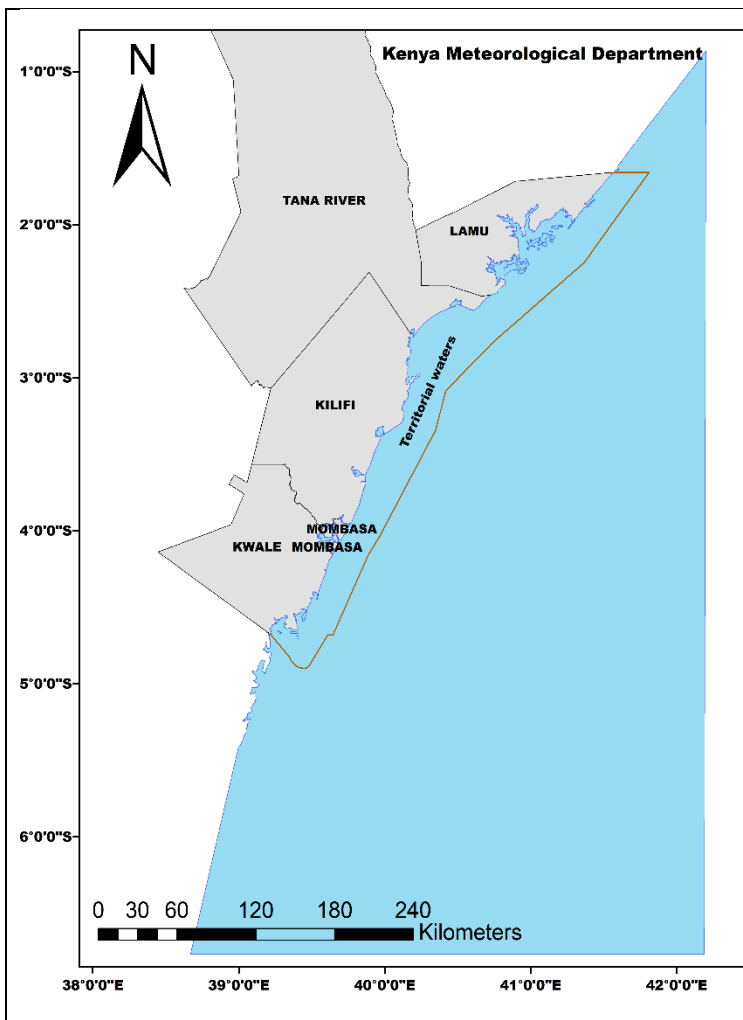 Kenya Meteorological Department
N
1°0'0"S
2°0'0"S
3°0'0"S
4°0'0"S
5°0'0"S
6°0'0"S
TANA RIVER
LAMU
Territorial waters
KILIFI
MOMBASA
KWALE MOMBASA
0 30 60 120 180 240
Kilometers
38°0'0"E 39°0'0"E 40°0'0"E 41°0'0"E 42°0'0"E